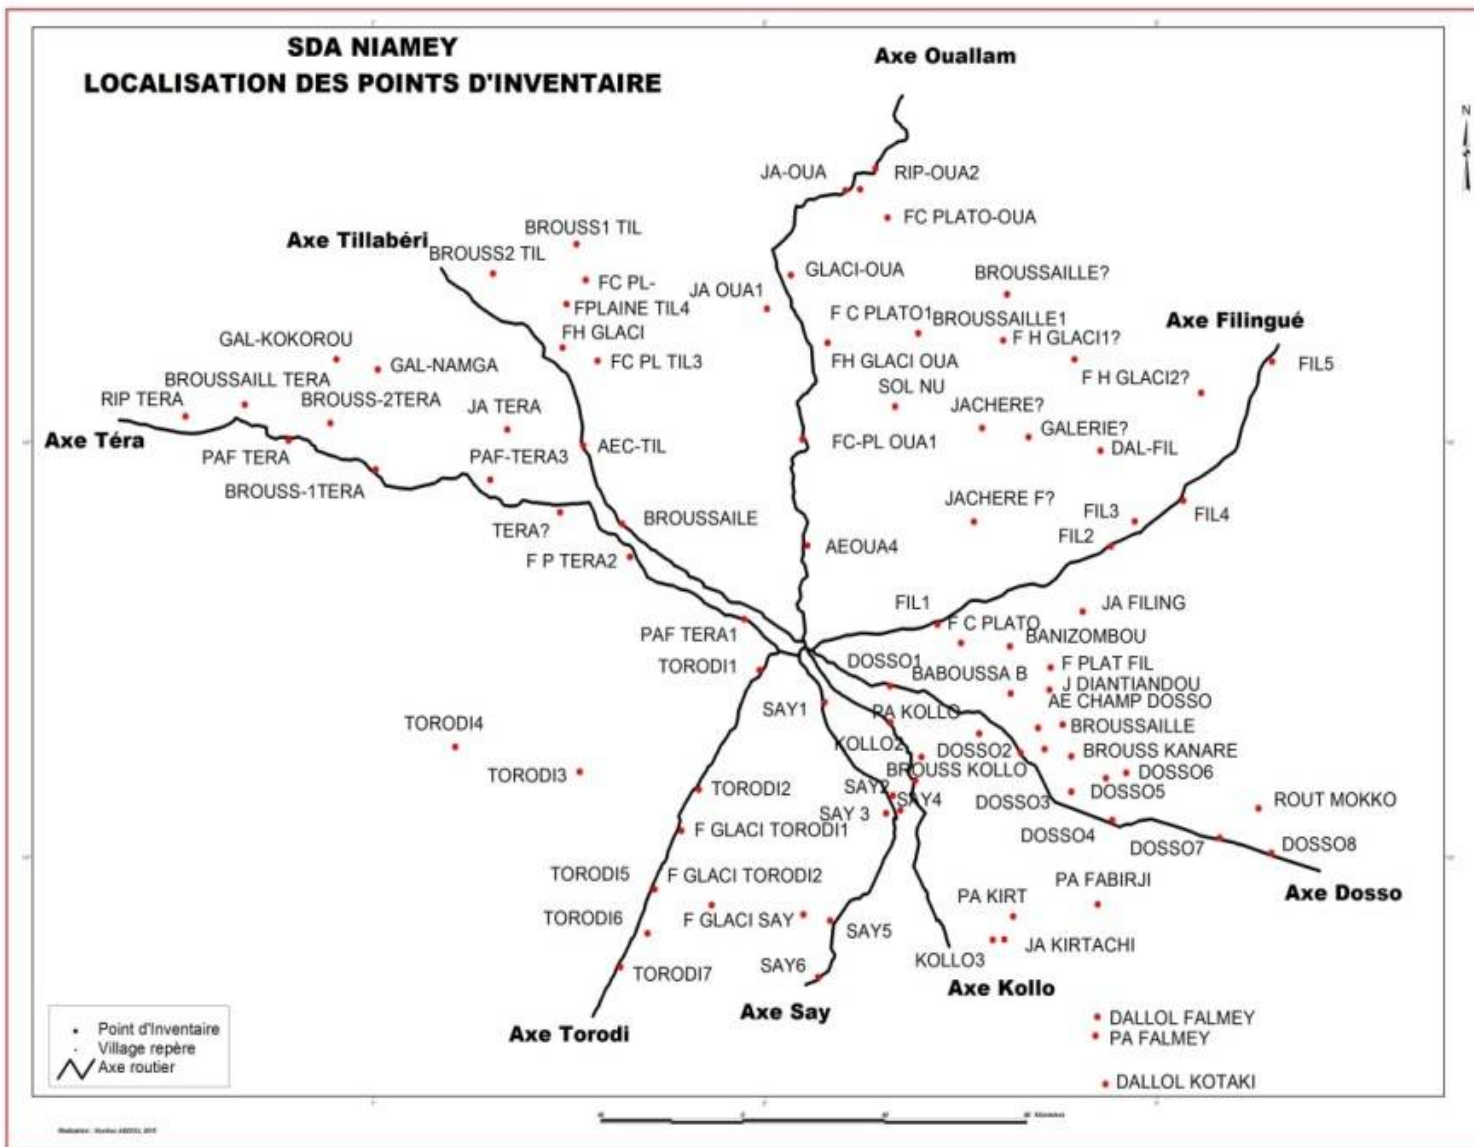 SDA NIAMEY
LOCALISATION DES POINTS D'INVENTAIRE
Axe Ouallam
N
JA-OUA
RIP-OUA2
FC PLATO-OUA
BROUSS1 TIL
Axe Tillabéri
BROUSS2 TIL
GLACI-OUA
BROUSSAILLE?
FC PL-
JA OUA1
FPLAINE TIL4
F C PLATO1
BROUSSAILLE1
Axe Filingué
FH GLACI
F H GLACI1?
GAL-KOKOROU
FC PL TIL3
FH GLACI OUA
FIL5
GAL-NAMGA
BROUSSAILL TERA
F H GLACI2?
SOL NU
RIP TERA
BROUSS-2TERA
JA TERA
JACHERE?
Axe Téra
AEC-TIL
FC-PL OUA1
GALERIE?
DAL-FIL
PAF TERA
PAF-TERA3
BROUSS-1TERA
JACHERE F?
FIL3
FIL4
BROUSSAILE
TERA?
FIL2
AEOUA4
F P TERA2
FIL1
JA FILING
F C PLATO
PAF TERA1
BANIZOMBOU
DOSSO1
TORODI1
BABOUSSA B
F PLAT FIL
J DIANTIANDOU
AE CHAMP DOSSO
SAY1
PA KOLLO
TORODI4
BROUSSAILLE
KOLLO2
DOSSO2
BROUSS KANARE
TORODI3
BROUSS KOLLO
DOSSO6
TORODI2
SAY2
SAY4
DOSSO3
DOSSO5
ROUT MOKKO
SAY 3
F GLACI TORODI1
DOSSO4
DOSSO7
DOSSO8
TORODI5
F GLACI TORODI2
PA FABIRJI
Axe Dosso
PA KIRT
TORODI6
F GLACI SAY
SAY5
JA KIRTACHI
KOLLO3
SAY6
TORODI7
Axe Kollo
Axe Say
Axe Torodi
DALLOL FALMEY
PA FALMEY
DALLOL KOTAKI
Point d'Inventaire
Village repère
Axe routier